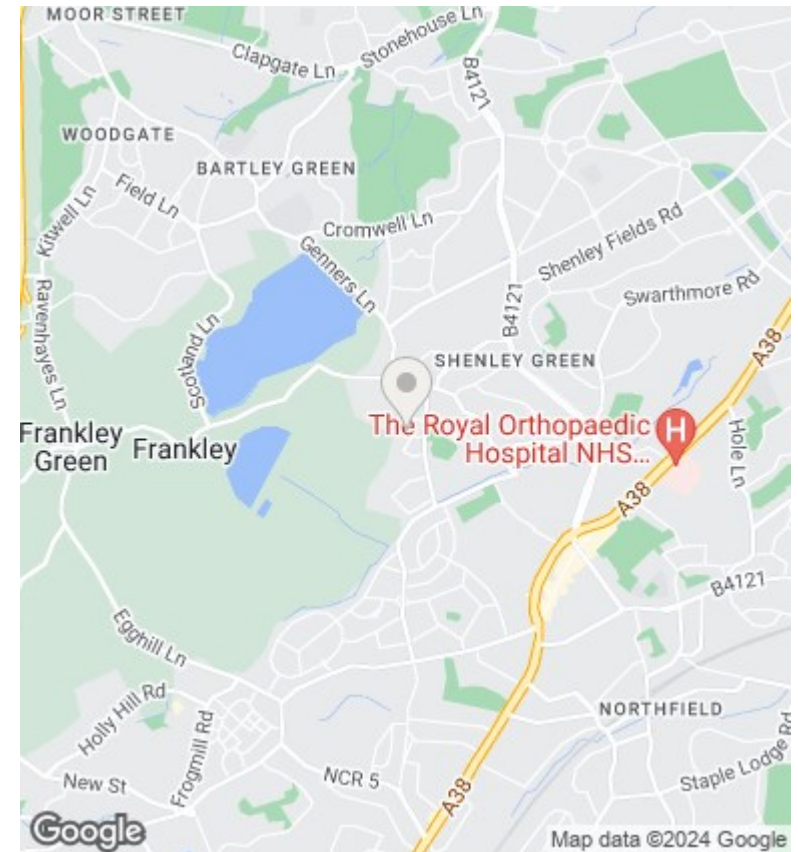 MOOR STREET
Clapgate Ln
Stonehouse Ln
B4121
WOODGATE
BARTLEY GREEN
Field Ln
Kitwell Ln
Cromwell Ln
Genners Ln
Shenley Fields Rd
Swarthmore Rd
B4121
Ravenhayes Ln
Scotland Ln
SHENLEY GREEN
A38
The Royal Orthopaedic
Hospital NHS...
H
Hole Ln
Frankley
Green
Frankley
A38
B4121
Egghill Ln
Holly Hill Rd
Frogmill Rd
NORTHFIELD
New St
NCR 5
A38
Staple Lodge Rd
Google
Map data ©2024 Google